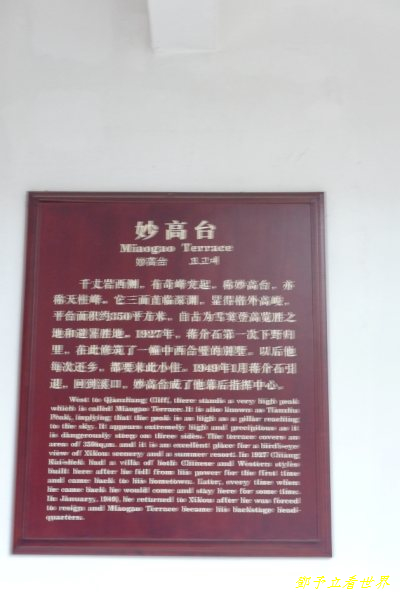 妙高台
Miaogao Terrace
妙高台
千丈岩西侧。有奇峰突起。称妙高台。亦
称天柱峰。它三面直临深渊。显得格外高峻。
平台面积约350平方米。自古为雪窦登高览胜之
地和避暑胜地。1927年。蒋介石第一次下野归
里。在此修筑了一幢中西合璧的别墅。以后他
每次还乡。都要来此小住。1949年1月蒋介石引
退。回到溪口。妙高台成了他幕后指挥中心。
West to Qianzhang Cliff, there stands a very high peak
which is called Miaogao Terrace. It is also known as Tianzhu
Peak, implying that the peak is as high as a pillar reaching
to the sky. It appears extremely high and precipitous as it
is dangerously steep on three sides. The terrace covers an
area of 350sq.m. and it is an excellent place for a bird's-eye
view of Xikou scenery and a summer resort. In 1927 Chiang
Kai-shek had a villa of both Chinese and Western styles
built here after he fell from his power for the first time
and came back to his hometown. Later, every time when
he came back he would come and stay here for some time.
In January, 1949, he returned to Xikou after he was forced
to resign and Miaogao Terrace became his backstage head-
quarters.
御子立看世界